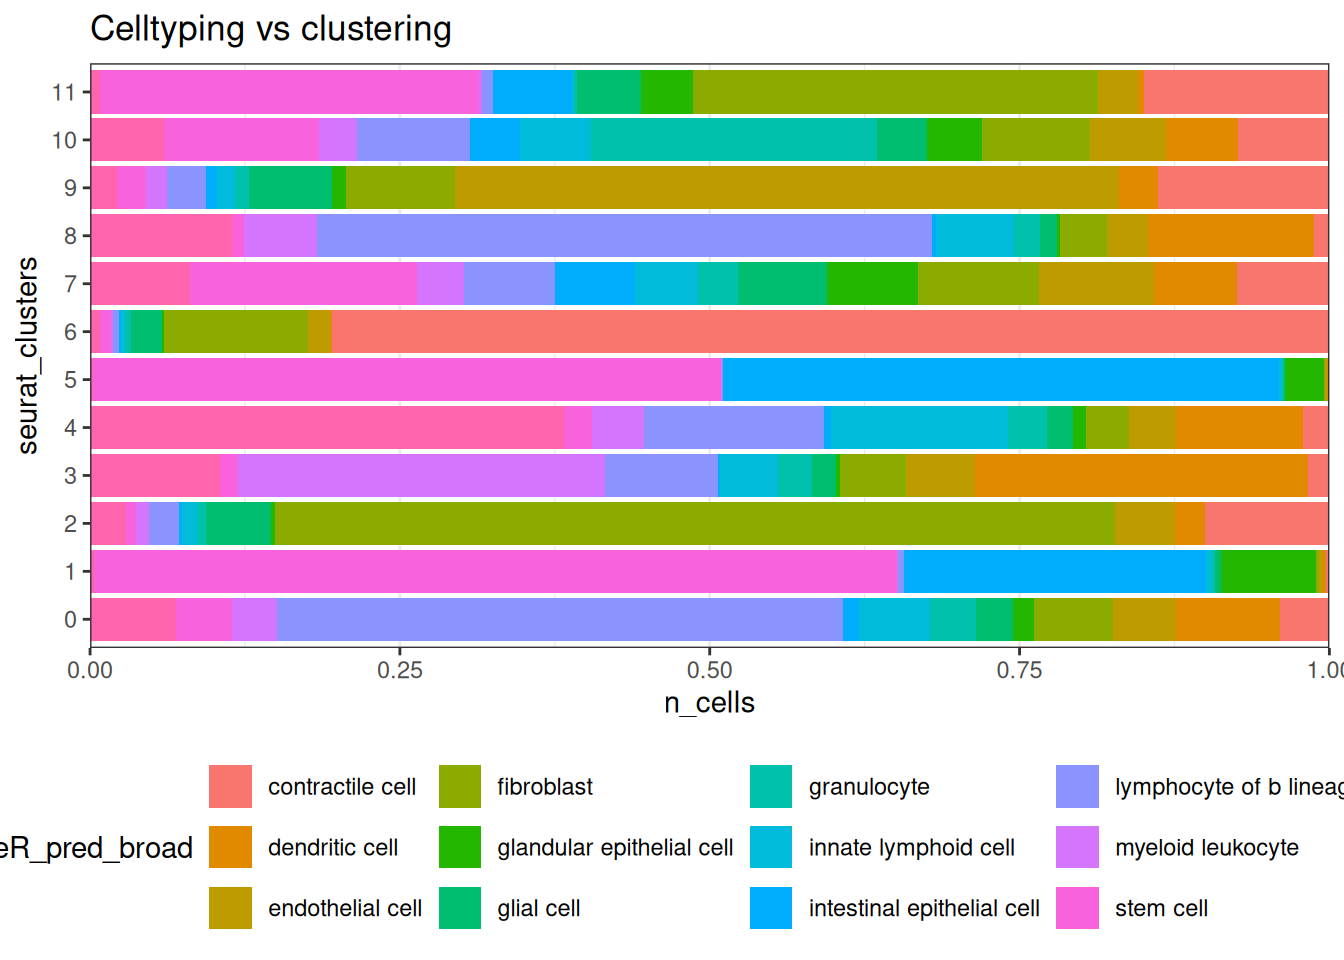 Celltyping vs clustering
seurat_clusters
11
10
9
8
7
6
5
4
3
2
1
0
0.00 0.25 0.50 0.75 1.00
n_cells
eR_pred_broad
contractile cell fibroblast granulocyte lymphocyte of b lineag
dendritic cell glandular epithelial cell innate lymphoid cell myeloid leukocyte
endothelial cell glial cell intestinal epithelial cell stem cell